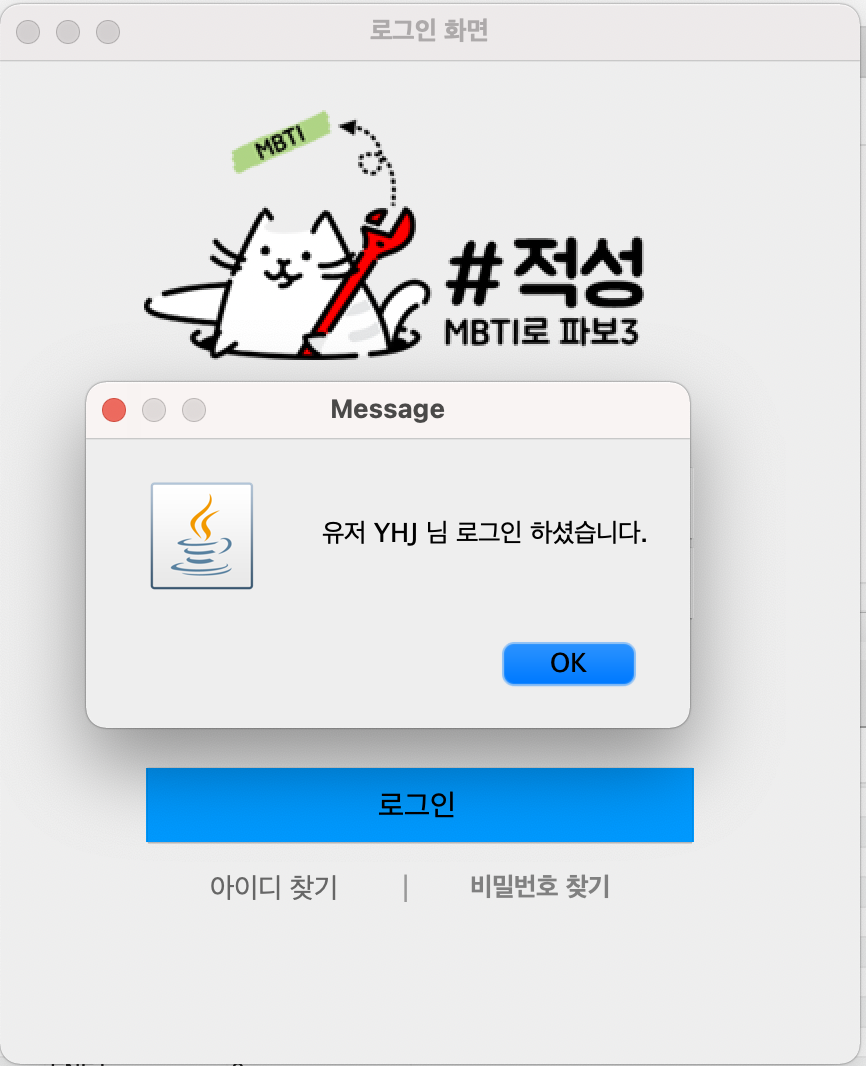 로그인 화면
MBTI
#적성
MBTI로 파보3
Message
유저 YHJ 님 로그인 하셨습니다.
OK
로그인
아이디 찾기 | 비밀번호 찾기